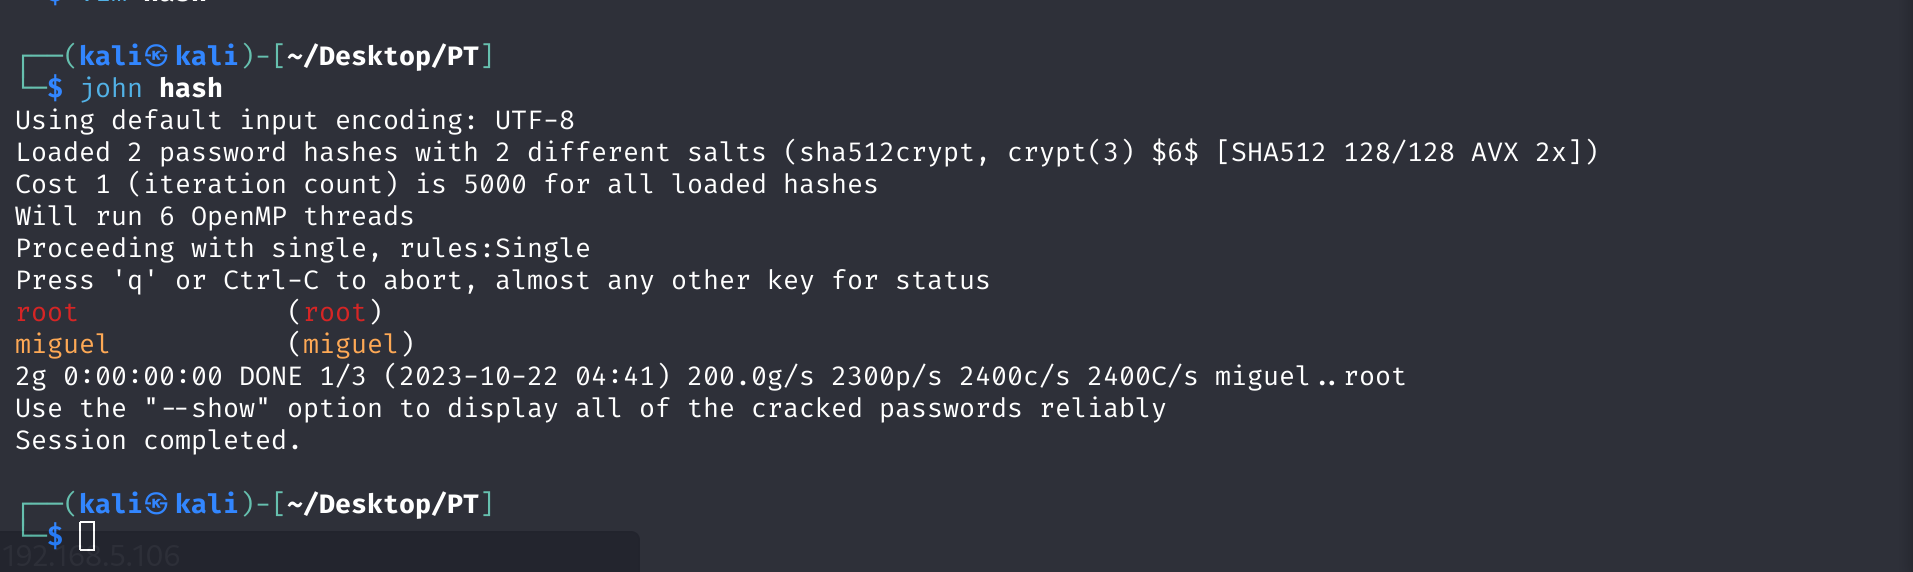 $ vim hash
┌──(kali㉿kali)-[~/Desktop/PT]
└─$ john hash
Using default input encoding: UTF-8
Loaded 2 password hashes with 2 different salts (sha512crypt, crypt(3) $6$ [SHA512 128/128 AVX 2x])
Cost 1 (iteration count) is 5000 for all loaded hashes
Will run 6 OpenMP threads
Proceeding with single, rules:Single
Press 'q' or Ctrl-C to abort, almost any other key for status
root             (root)
miguel           (miguel)
2g 0:00:00:00 DONE 1/3 (2023-10-22 04:41) 200.0g/s 2300p/s 2400c/s 2400C/s miguel..root
Use the "--show" option to display all of the cracked passwords reliably
Session completed.
┌──(kali㉿kali)-[~/Desktop/PT]
└─$
192.168.5.106